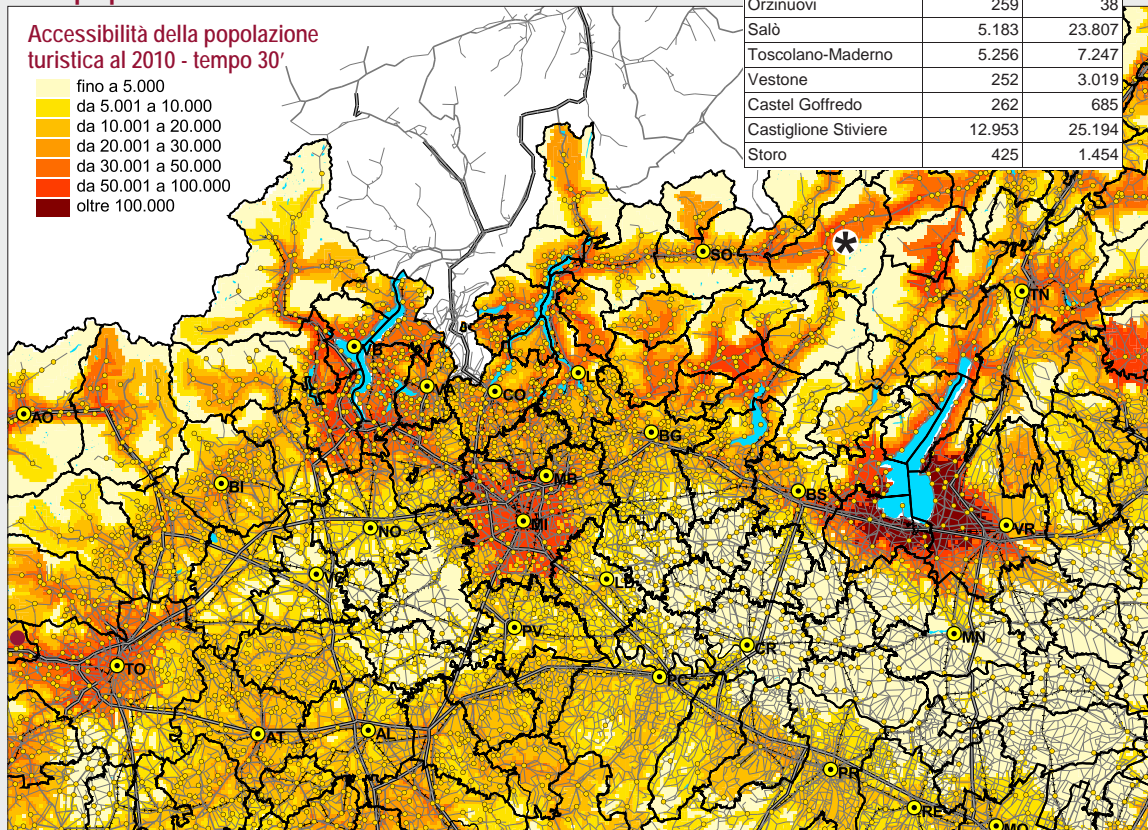 Accessibilità della popolazione
turistica al 2010 - tempo 30'
fino a 5.000
da 5.001 a 10.000
da 10.001 a 20.000
da 20.001 a 30.000
da 30.001 a 50.000
da 50.001 a 100.000
oltre 100.000
Orzinuovi 259 38
Salò 5.183 23.807
Toscolano-Maderno 5.256 7.247
Vestone 252 3.019
Castel Goffredo 262 685
Castiglione Stiviere 12.953 25.194
Storo 425 1.454
*
SO
TN
VB
LC
CO
AO
BG
BI
MB
BS
MI
NO
VR
PV
MN
CR
TO
PC
AT
AL
PR
RE
MO